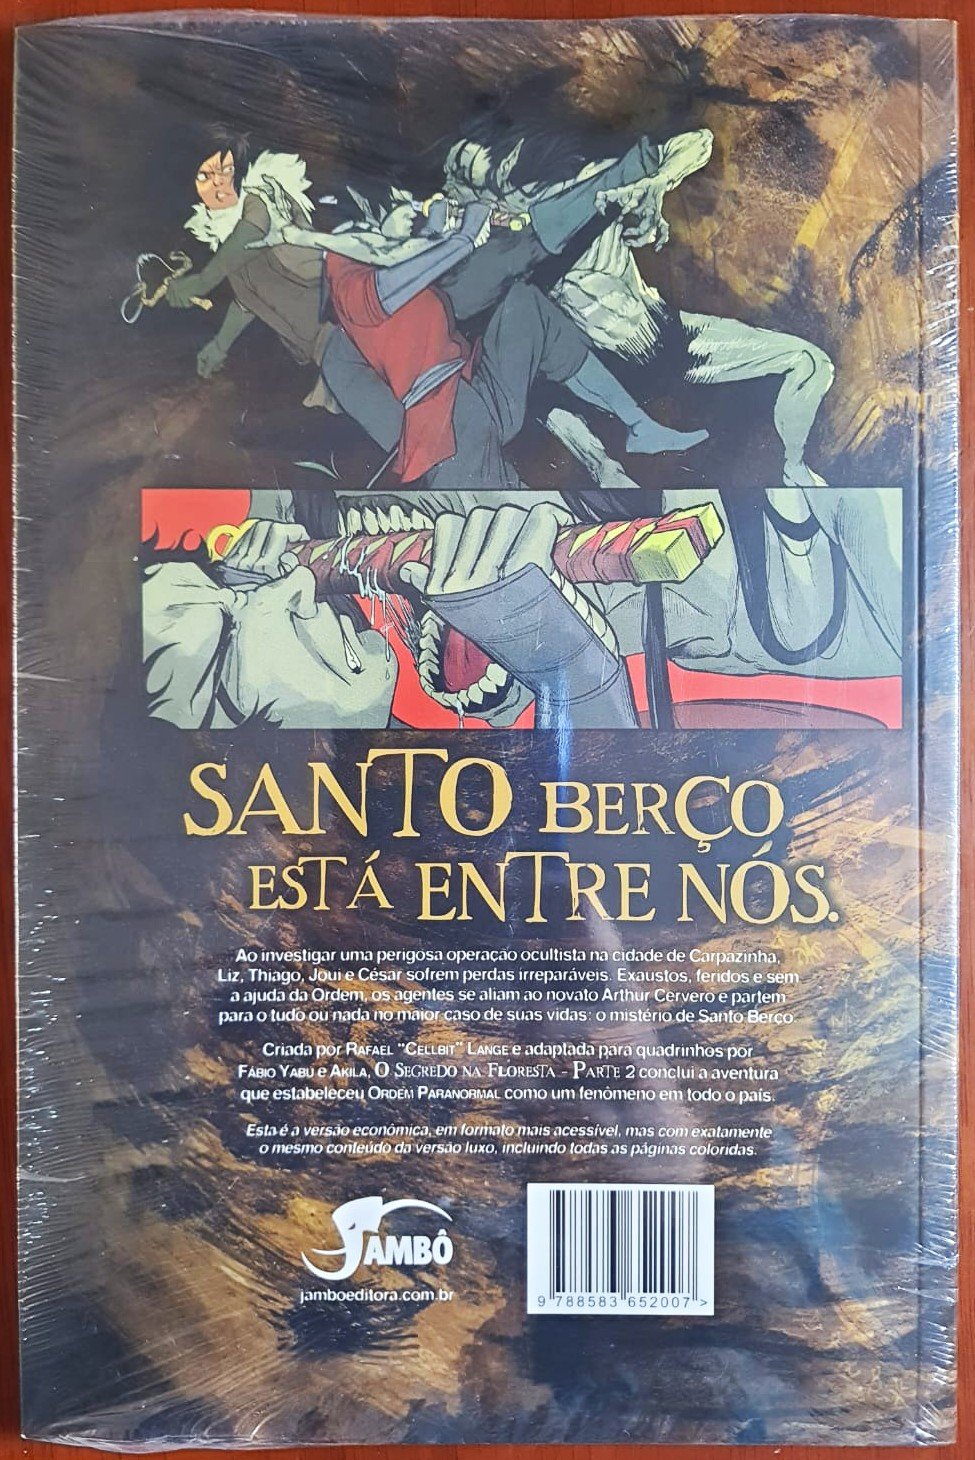 SANTO BERÇO
ESTÁ ENTRE NÓS.
Ao investigar uma perigosa operação ocultista na cidade de Carpazinha,
Liz, Thiago, Joui e César sofrem perdas irreparáveis. Exaustos, feridos e sem
a ajuda da Ordem, os agentes se aliam ao novato Arthur Cervero e partem
para o tudo ou nada no maior caso de suas vidas: o mistério de Santo Berço.
Criada por RAFAEL "CELLBIT" LANGE e adaptada para quadrinhos por
FÁBIO YABU e AKILA, O SEGREDO NA FLORESTA – PARTE 2 conclui a aventura
que estabeleceu ORDEM PARANORMAL como um fenômeno em todo o país.
Esta é a versão econômica, em formato mais acessível, mas com exatamente
o mesmo conteúdo da versão luxo, incluindo todas as páginas coloridas.
JAMBÔ
jamboeditora.com.br
9 788583 652007 >